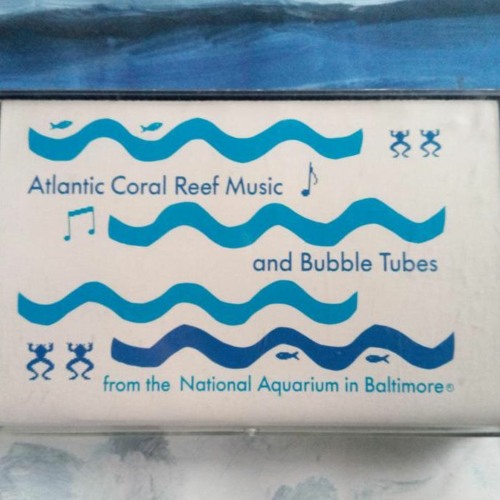 Atlantic Coral Reef Music
and Bubble Tubes
from the National Aquarium in Baltimore®